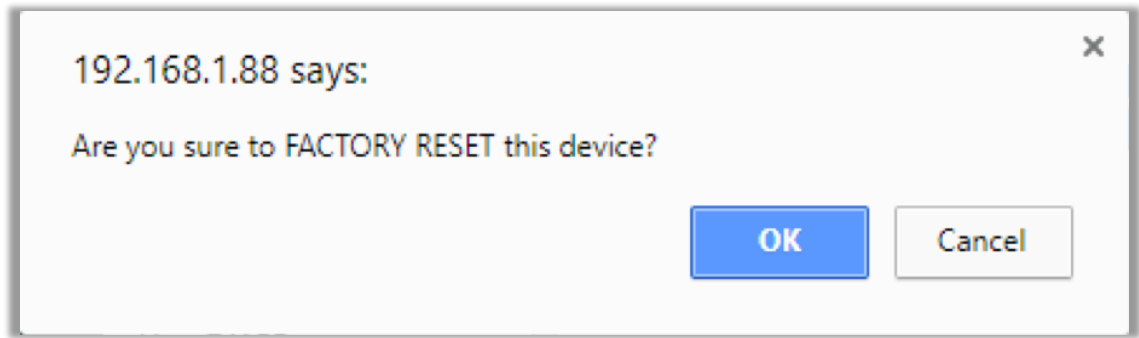 192.168.1.88 says:
Are you sure to FACTORY RESET this device?
OK
Cancel